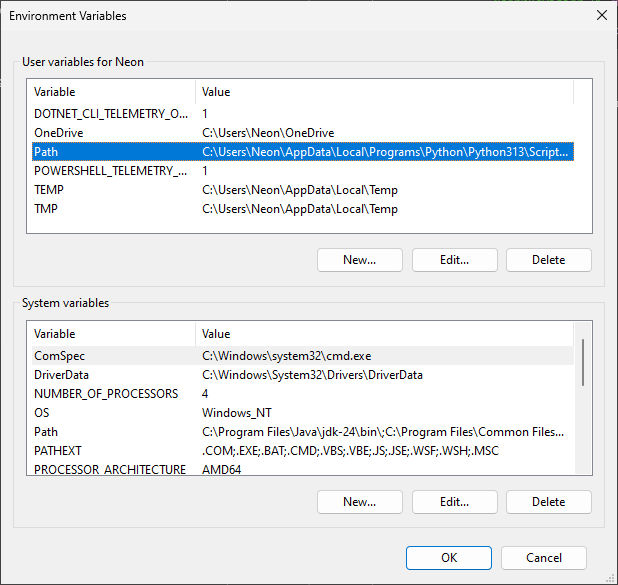 Environment Variables
User variables for Neon
Variable Value
DOTNET_CLI_TELEMETRY_O... 1
OneDrive C:\Users\Neon\OneDrive
Path C:\Users\Neon\AppData\Local\Programs\Python\Python313\Script...
POWERSHELL_TELEMETRY_... 1
TEMP C:\Users\Neon\AppData\Local\Temp
TMP C:\Users\Neon\AppData\Local\Temp
New... Edit... Delete
System variables
Variable Value
ComSpec C:\Windows\system32\cmd.exe
DriverData C:\Windows\System32\Drivers\DriverData
NUMBER_OF_PROCESSORS 4
OS Windows_NT
Path C:\Program Files\Java\jdk-24\bin\;C:\Program Files\Common Files...
PATHEXT .COM;.EXE;.BAT;.CMD;.VBS;.VBE;.JS;.JSE;.WSF;.WSH;.MSC
PROCESSOR_ARCHITECTURE AMD64
New... Edit... Delete
OK Cancel